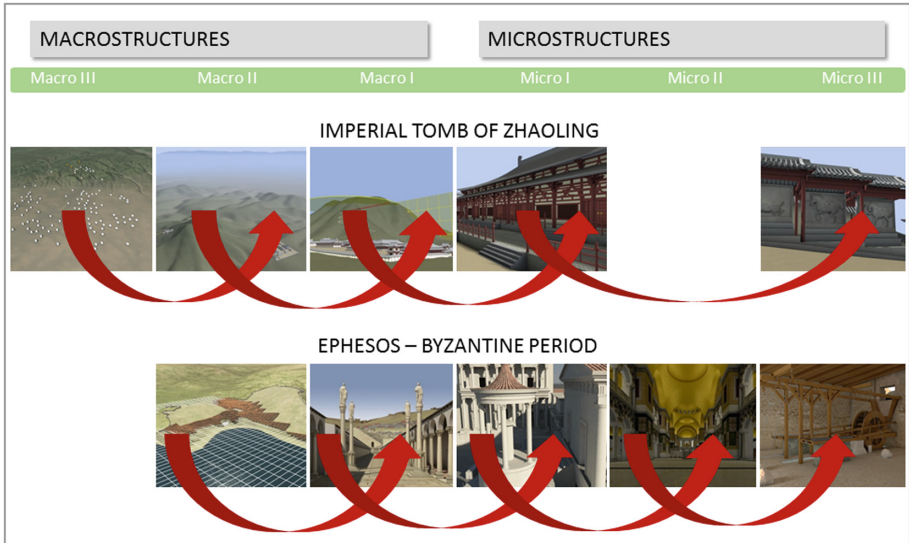 MACROSTRUCTURES
MICROSTRUCTURES
Macro III
Macro II
Macro I
Micro I
Micro II
Micro III
IMPERIAL TOMB OF ZHAOLING
EPHESOS – BYZANTINE PERIOD